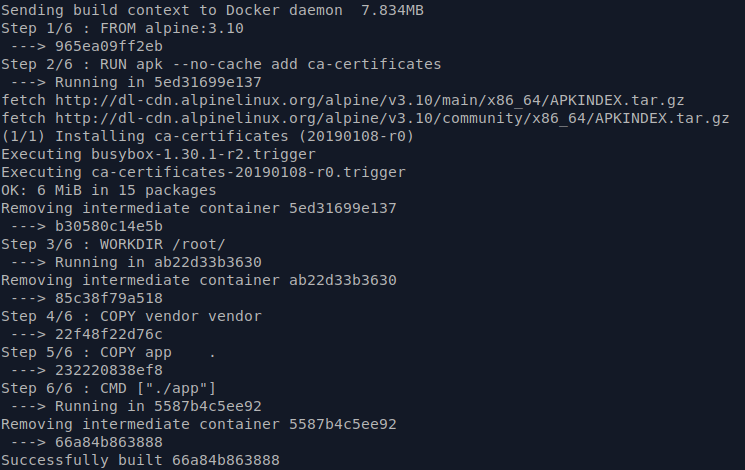 Sending build context to Docker daemon  7.834MB
Step 1/6 : FROM alpine:3.10
 ---> 965ea09ff2eb
Step 2/6 : RUN apk --no-cache add ca-certificates
 ---> Running in 5ed31699e137
fetch http://dl-cdn.alpinelinux.org/alpine/v3.10/main/x86_64/APKINDEX.tar.gz
fetch http://dl-cdn.alpinelinux.org/alpine/v3.10/community/x86_64/APKINDEX.tar.gz
(1/1) Installing ca-certificates (20190108-r0)
Executing busybox-1.30.1-r2.trigger
Executing ca-certificates-20190108-r0.trigger
OK: 6 MiB in 15 packages
Removing intermediate container 5ed31699e137
 ---> b30580c14e5b
Step 3/6 : WORKDIR /root/
 ---> Running in ab22d33b3630
Removing intermediate container ab22d33b3630
 ---> 85c38f79a518
Step 4/6 : COPY vendor vendor
 ---> 22f48f22d76c
Step 5/6 : COPY app    .
 ---> 232220838ef8
Step 6/6 : CMD ["./app"]
 ---> Running in 5587b4c5ee92
Removing intermediate container 5587b4c5ee92
 ---> 66a84b863888
Successfully built 66a84b863888